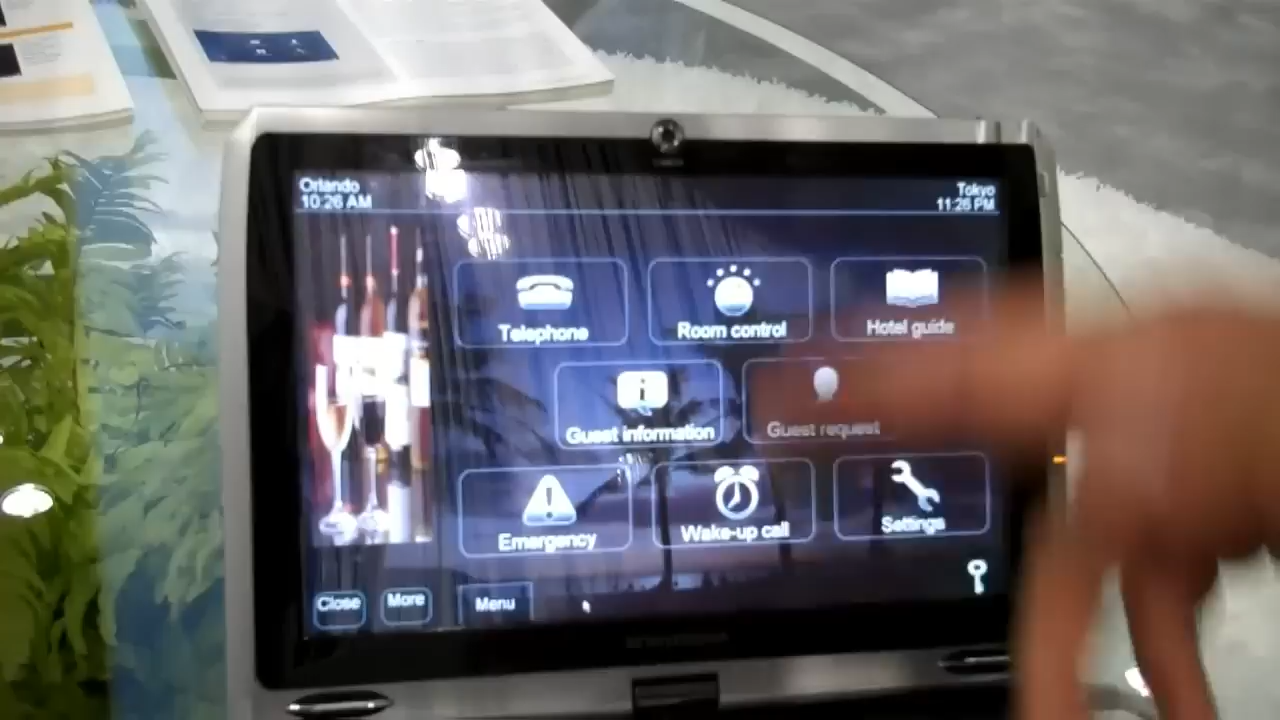 Orlando
10:26 AM
Tokyo
11:26 PM
Telephone
Room control
Hotel guide
Guest information
Guest request
Emergency
Wake-up call
Settings
Close
More
Menu